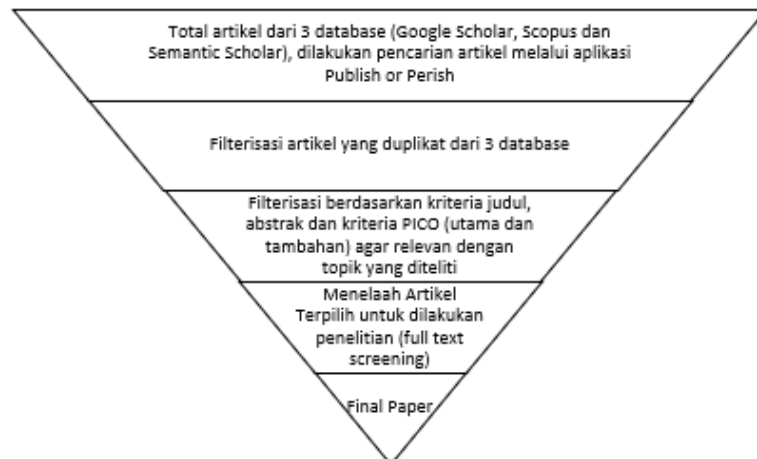 Total artikel dari 3 database (Google Scholar, Scopus dan
Semantic Scholar), dilakukan pencarian artikel melalui aplikasi
Publish or Perish
Filterisasi artikel yang duplikat dari 3 database
Filterisasi berdasarkan kriteria judul,
abstrak dan kriteria PICO (utama dan
tambahan) agar relevan dengan
topik yang diteliti
Menelaah Artikel
Terpilih untuk dilakukan
penelitian (full text
screening)
Final Paper